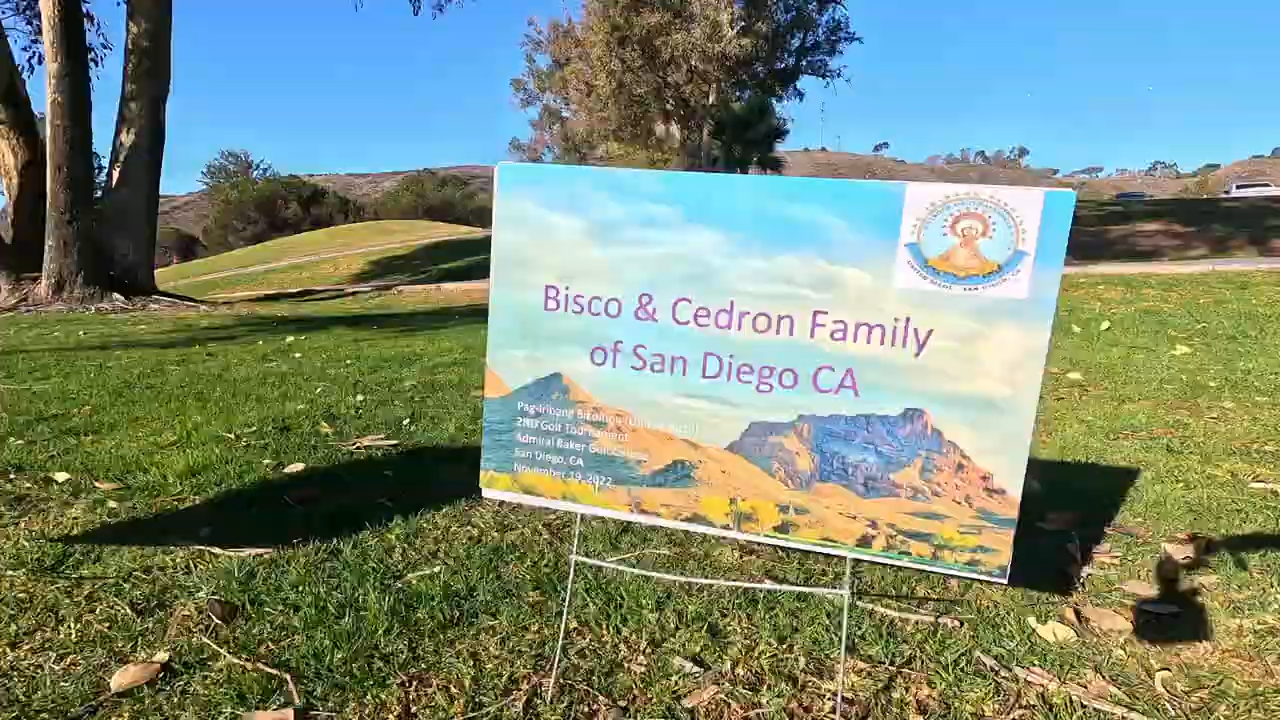 Bisco & Cedron Family
of San Diego CA
2ND Golf Tournament
Admiral Baker Golf Course
San Diego, CA
November 19, 2022